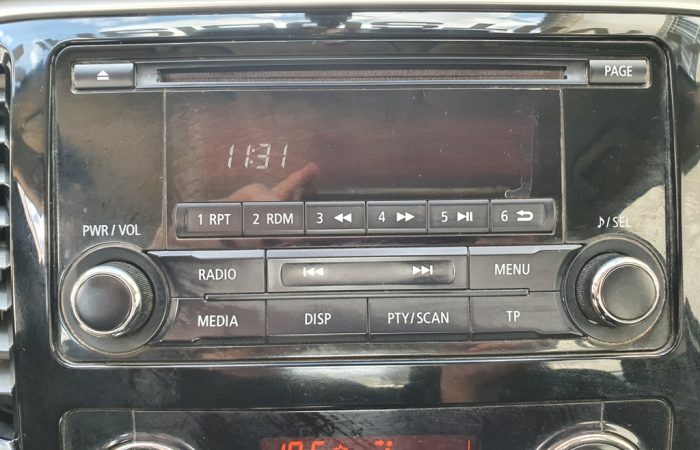 PAGE
11:31
1 RPT 2 RDM 3 4 5 6
PWR / VOL
♪/SEL
RADIO MENU
MEDIA DISP PTY/SCAN TP